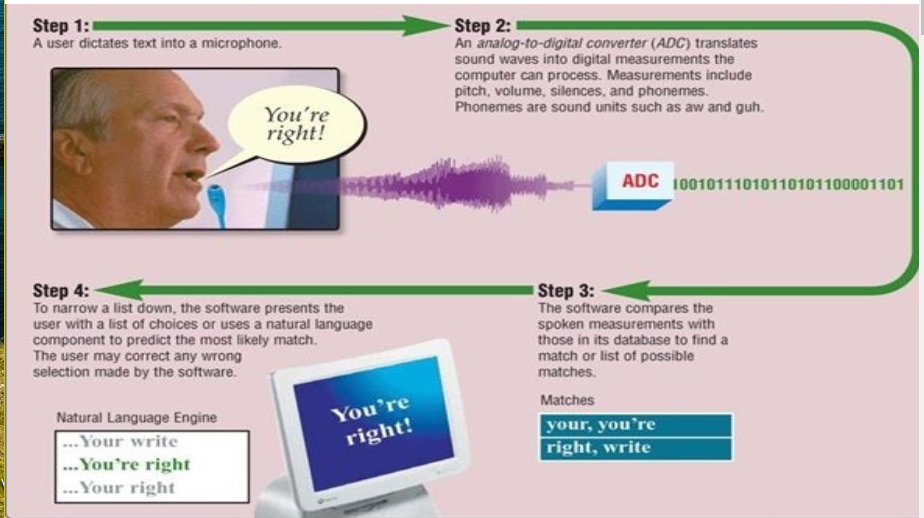 Step 1:
A user dictates text into a microphone.
You're
right!
Step 2:
An analog-to-digital converter (ADC) translates
sound waves into digital measurements the
computer can process. Measurements include
pitch, volume, silences, and phonemes.
Phonemes are sound units such as aw and guh.
ADC
10010111010110101100001101
Step 3:
The software compares the
spoken measurements with
those in its database to find a
match or list of possible
matches.
Matches
your, you're
right, write
Step 4:
To narrow a list down, the software presents the
user with a list of choices or uses a natural language
component to predict the most likely match.
The user may correct any wrong
selection made by the software.
Natural Language Engine
...Your write
...You're right
...Your right
You're
right!